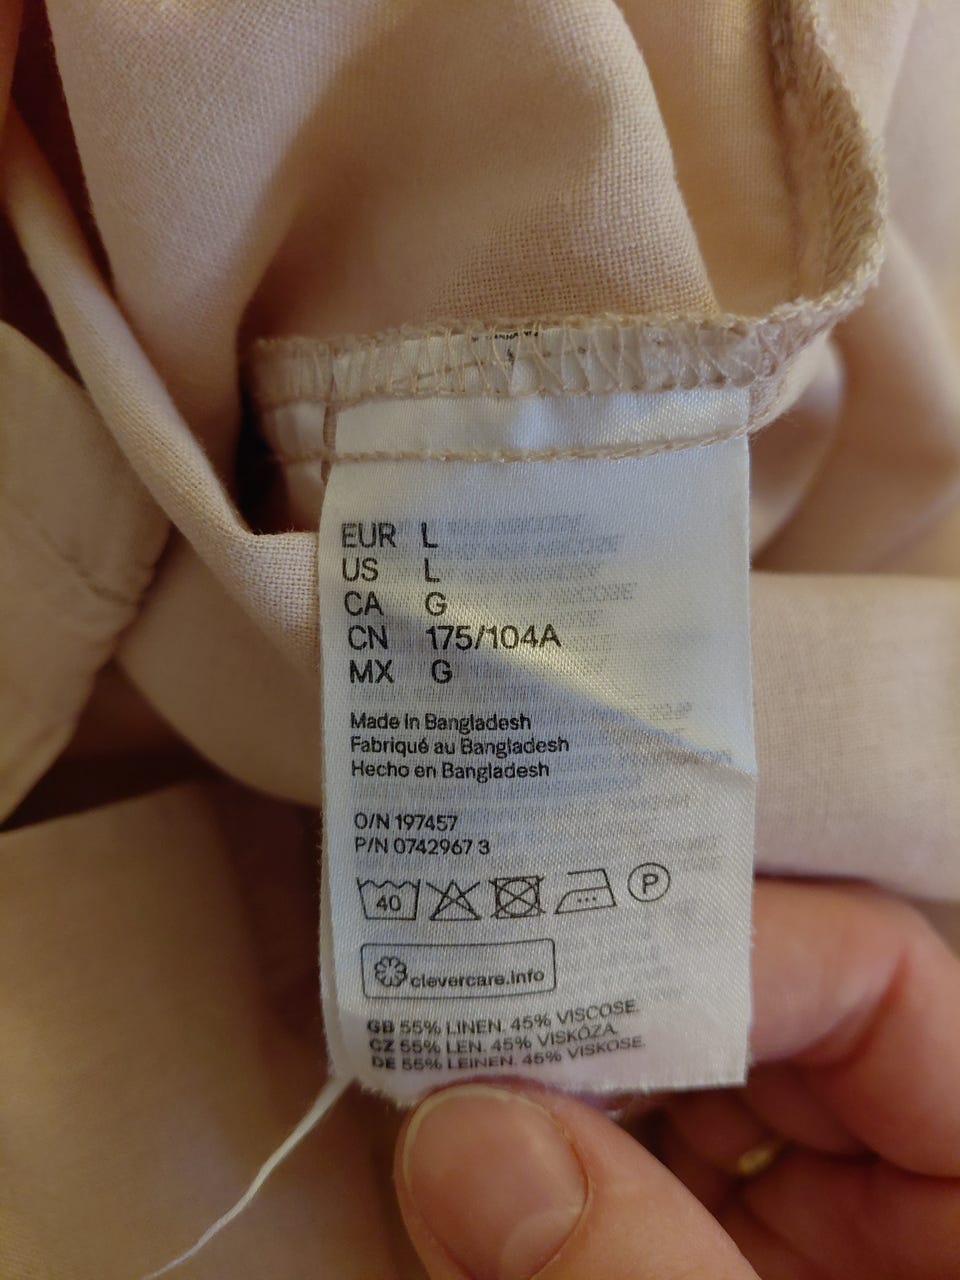 EUR L
US L
CA G
CN 175/104A
MX G
Made in Bangladesh
Fabriqué au Bangladesh
Hecho en Bangladesh
O/N 197457
P/N 0742967 3
40 P
clevercare.info
GB 55% LINEN. 45% VISCOSE.
CZ 55% LEN. 45% VISKÓZA.
DE 55% LEINEN. 45% VISKOSE.